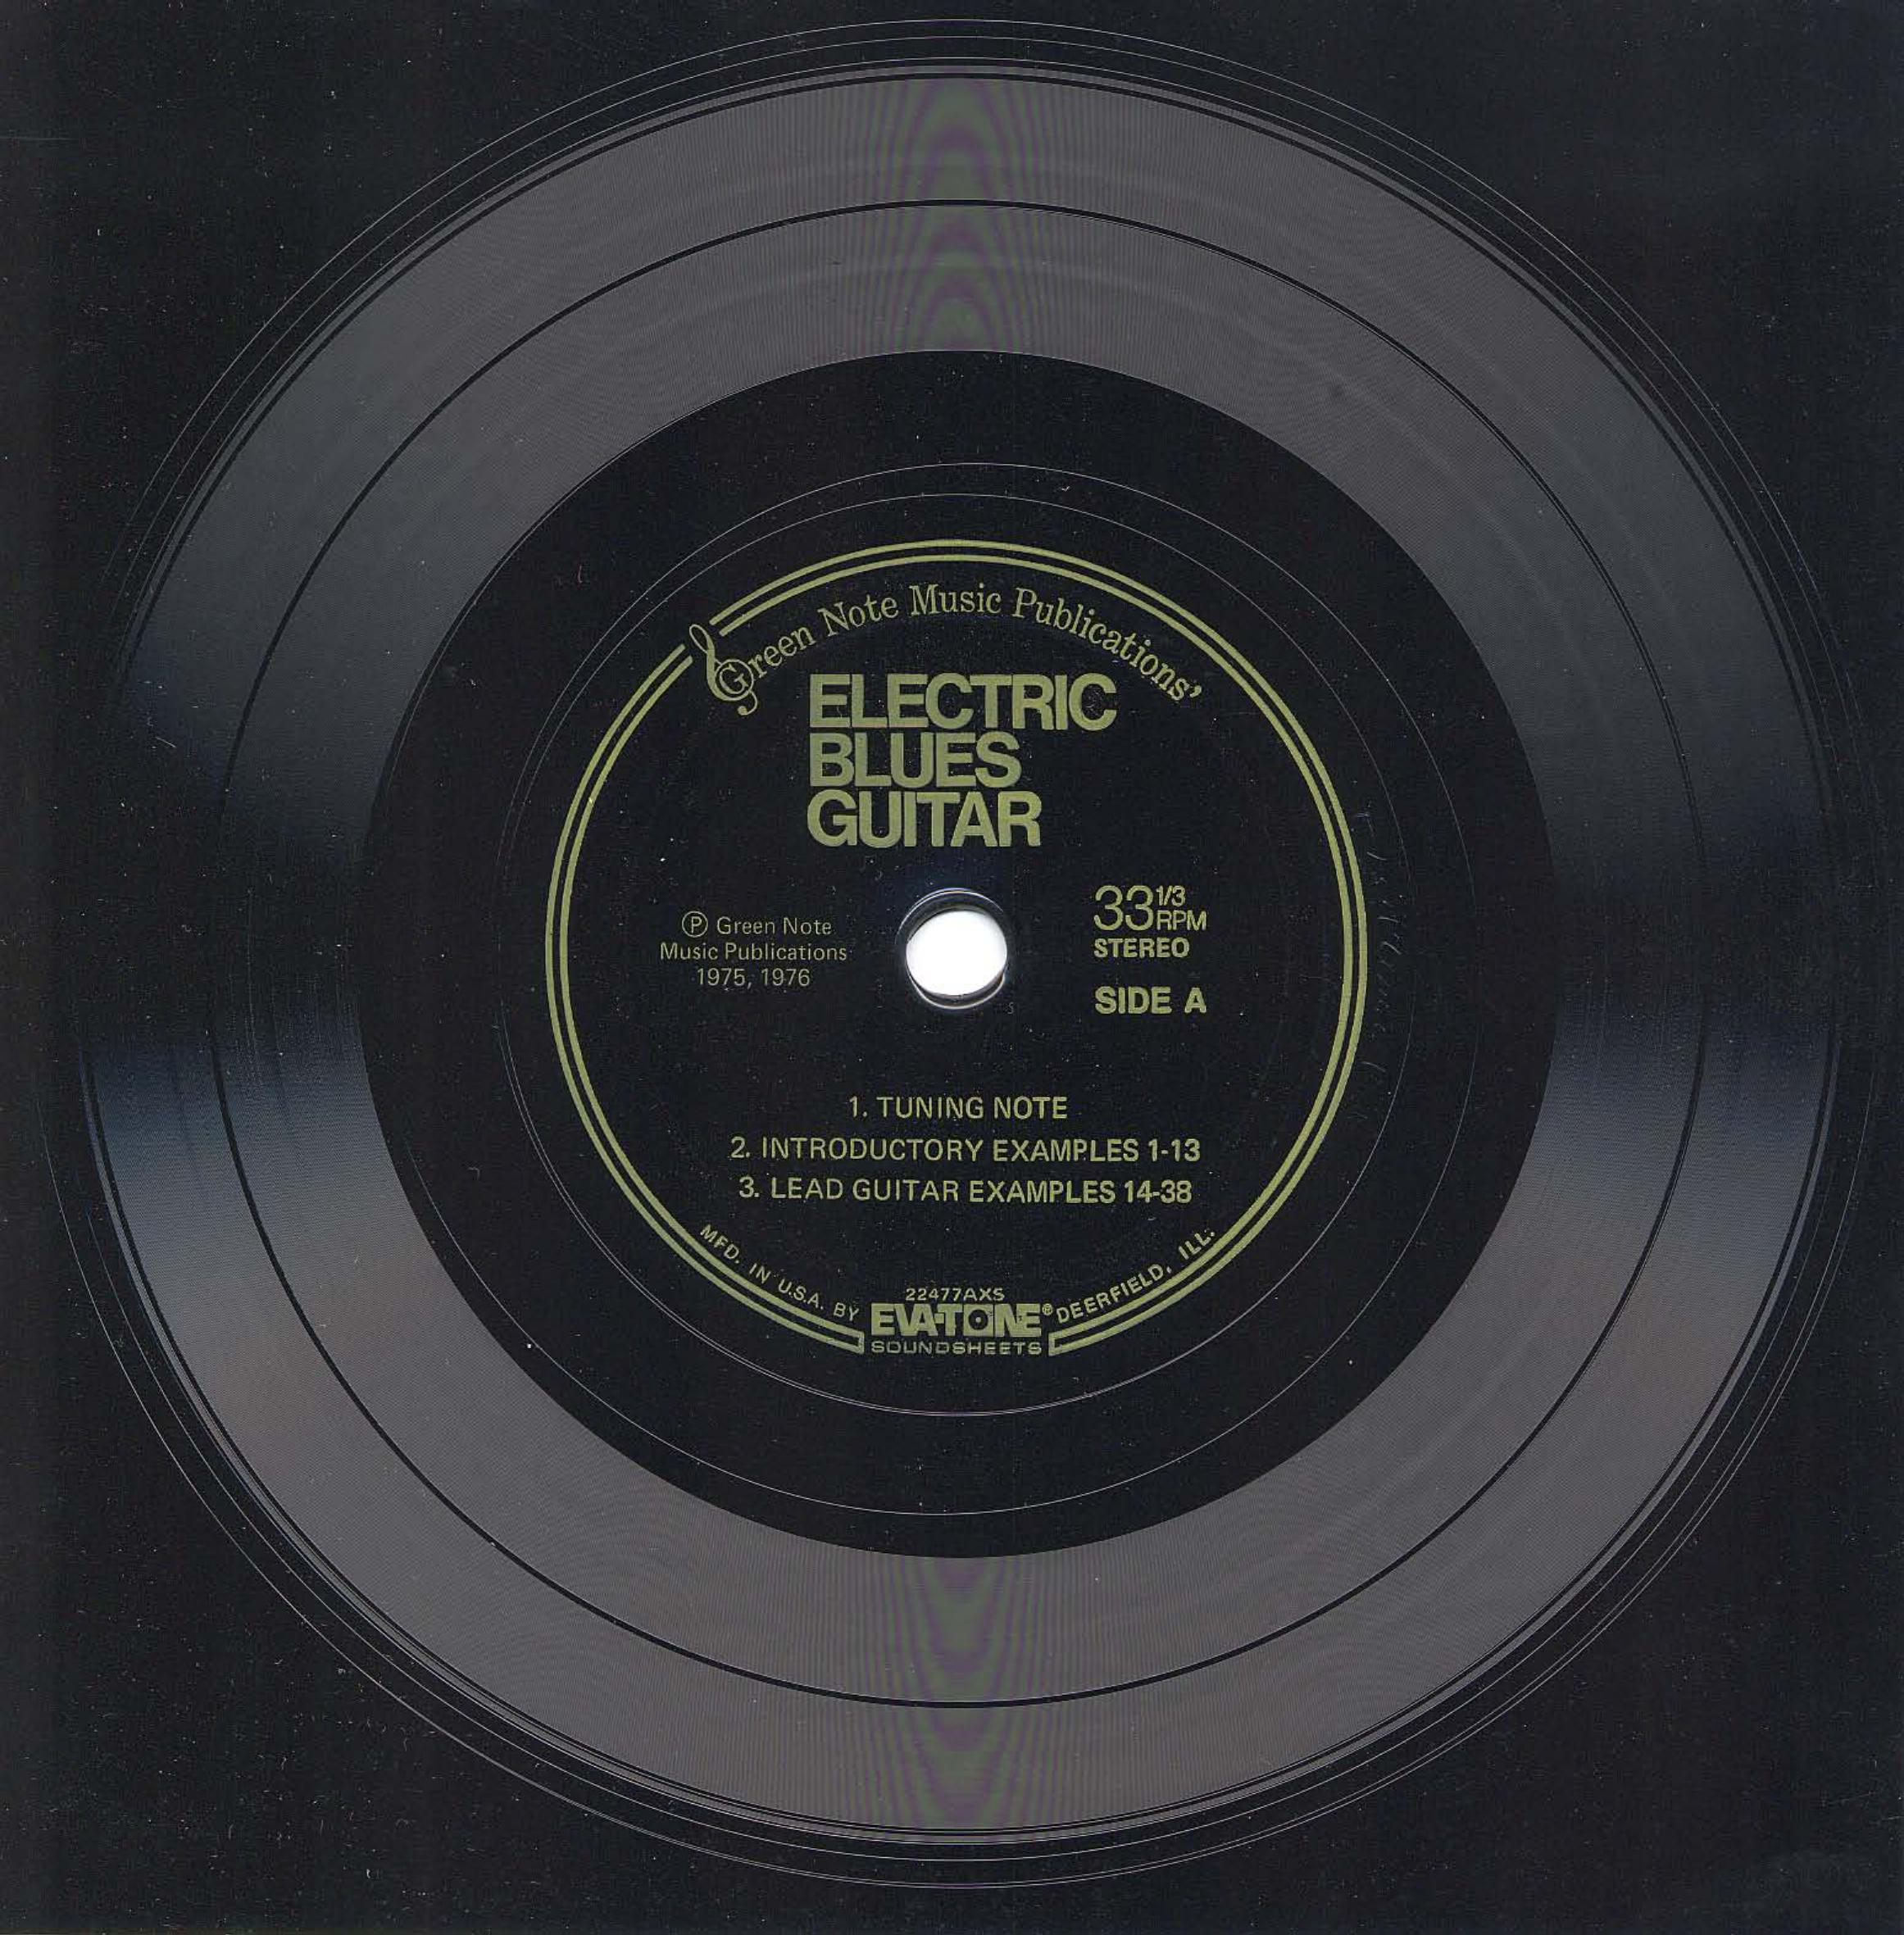 Green Note Music Publications'
ELECTRIC
BLUES
GUITAR
Ⓟ Green Note
Music Publications
1975, 1976
33 1/3
RPM
STEREO
SIDE A
1. TUNING NOTE
2. INTRODUCTORY EXAMPLES 1-13
3. LEAD GUITAR EXAMPLES 14-38
MFD. IN U.S.A. BY
22477AXS
EVA-TONE®
SOUNDSHEETS
DEERFIELD, ILL.